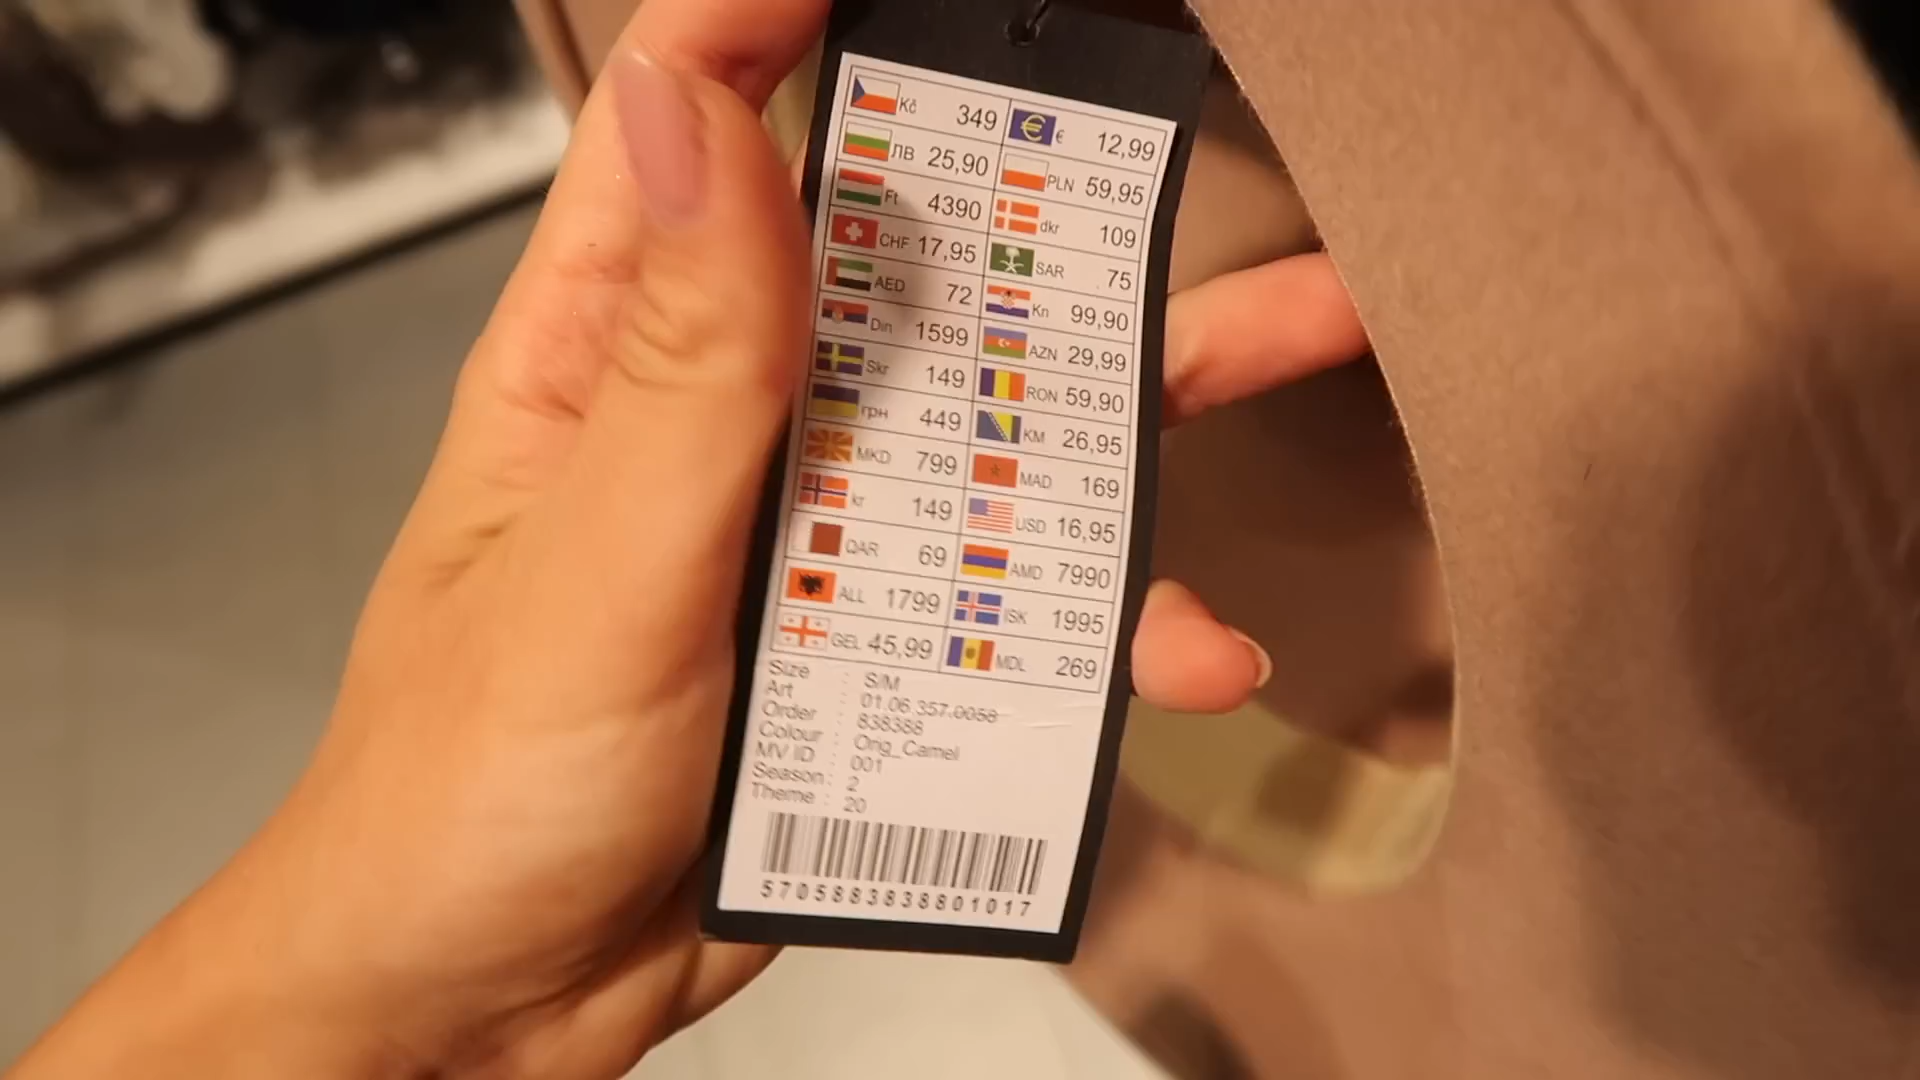 Kč 349 € 12,99
ЛВ 25,90 PLN 59,95
Ft 4390 dkr 109
CHF 17,95 SAR 75
AED 72 Kn 99,90
Din 1599 AZN 29,99
Skr 149 RON 59,90
грн 449 KM 26,95
MKD 799 MAD 169
kr 149 USD 16,95
QAR 69 AMD 7990
ALL 1799 ISK 1995
GEL 45,99 MDL 269
Size : S/M
Art : 01.06.357.0058
Order : 838388
Colour : Orig_Camel
MV ID : 001
Season : 2
Theme : 20
5705883838801017